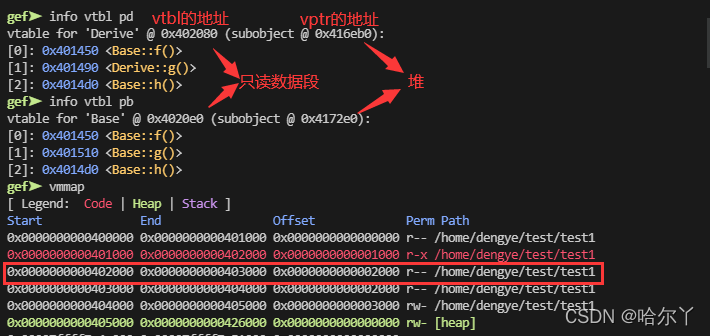 gef➤ info vtbl pd vtbl的地址 vptr的地址
vtable for 'Derive' @ 0x402080 (subobject @ 0x416eb0):
[0]: 0x401450 <Base::f()>
[1]: 0x401490 <Derive::g()>
[2]: 0x4014d0 <Base::h()> 只读数据段 堆
gef➤ info vtbl pb
vtable for 'Base' @ 0x4020e0 (subobject @ 0x4172e0):
[0]: 0x401450 <Base::f()>
[1]: 0x401510 <Base::g()>
[2]: 0x4014d0 <Base::h()>
gef➤ vmmap
[ Legend: Code | Heap | Stack ]
Start End Offset Perm Path
0x0000000000400000 0x0000000000401000 0x0000000000000000 r-- /home/dengye/test/test1
0x0000000000401000 0x0000000000402000 0x0000000000001000 r-x /home/dengye/test/test1
0x0000000000402000 0x0000000000403000 0x0000000000002000 r-- /home/dengye/test/test1
0x0000000000403000 0x0000000000404000 0x0000000000002000 r-- /home/dengye/test/test1
0x0000000000404000 0x0000000000405000 0x0000000000003000 rw- /home/dengye/test/test1
0x0000000000405000 0x0000000000426000 0x0000000000000000 rw- [heap]
CSDN @哈尔丫